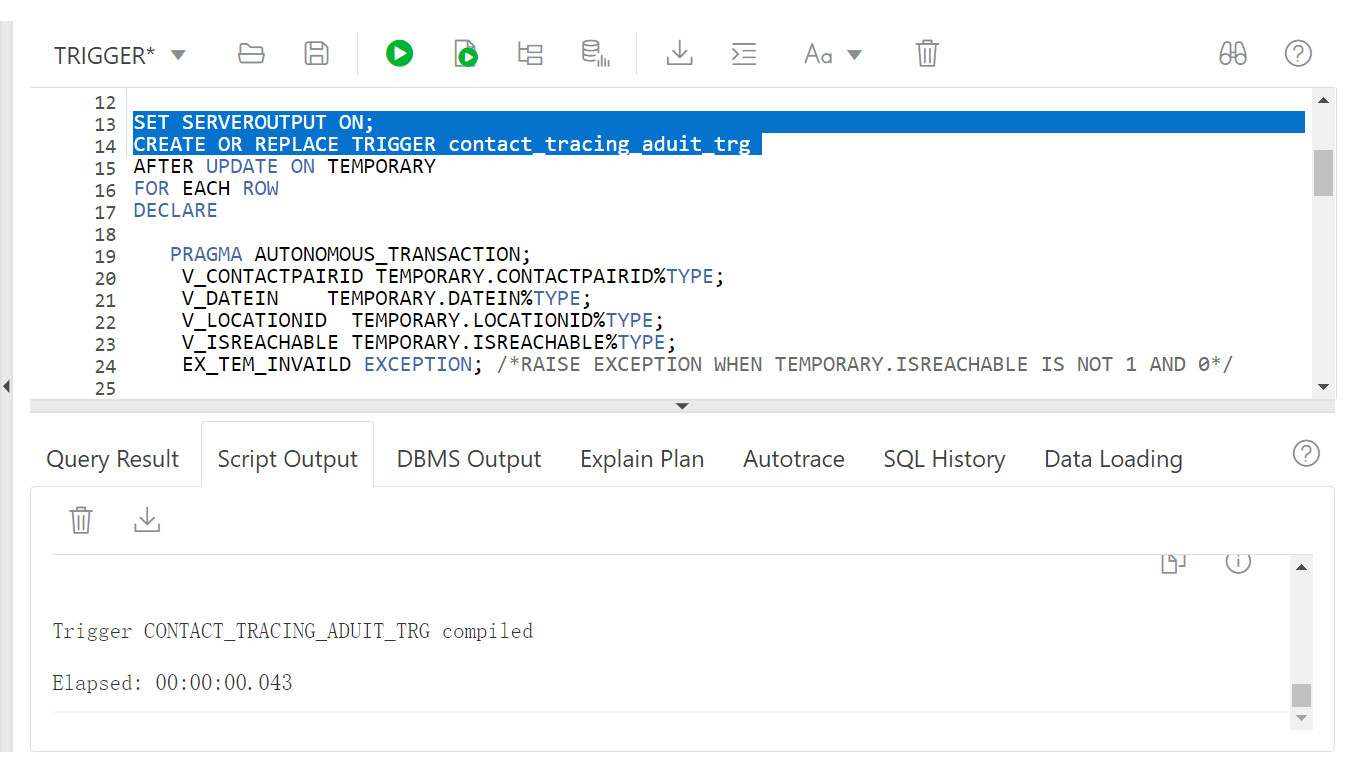 TRIGGER*
Aa
12
13 SET SERVEROUTPUT ON;
14 CREATE OR REPLACE TRIGGER contact_tracing_aduit_trg
15 AFTER UPDATE ON TEMPORARY
16 FOR EACH ROW
17 DECLARE
18
19 PRAGMA AUTONOMOUS_TRANSACTION;
20 V_CONTACTPAIRID TEMPORARY.CONTACTPAIRID%TYPE;
21 V_DATEIN TEMPORARY.DATEIN%TYPE;
22 V_LOCATIONID TEMPORARY.LOCATIONID%TYPE;
23 V_ISREACHABLE TEMPORARY.ISREACHABLE%TYPE;
24 EX_TEM_INVAILD EXCEPTION; /*RAISE EXCEPTION WHEN TEMPORARY.ISREACHABLE IS NOT 1 AND 0*/
25
Query Result Script Output DBMS Output Explain Plan Autotrace SQL History Data Loading
Trigger CONTACT_TRACING_ADUIT_TRG compiled
Elapsed: 00:00:00.043